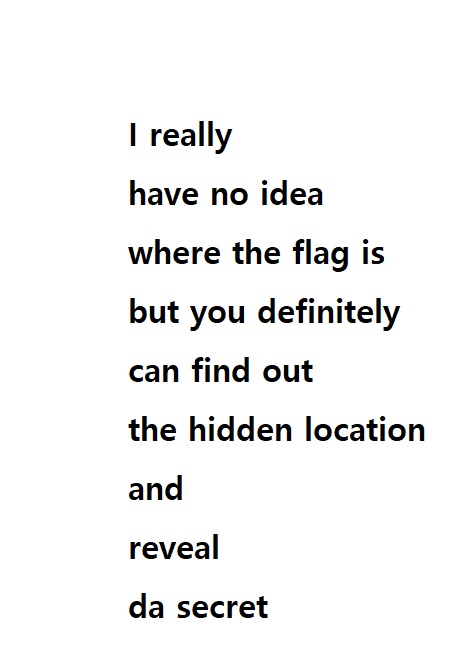 I really
have no idea
where the flag is
but you definitely
can find out
the hidden location
and
reveal
da secret